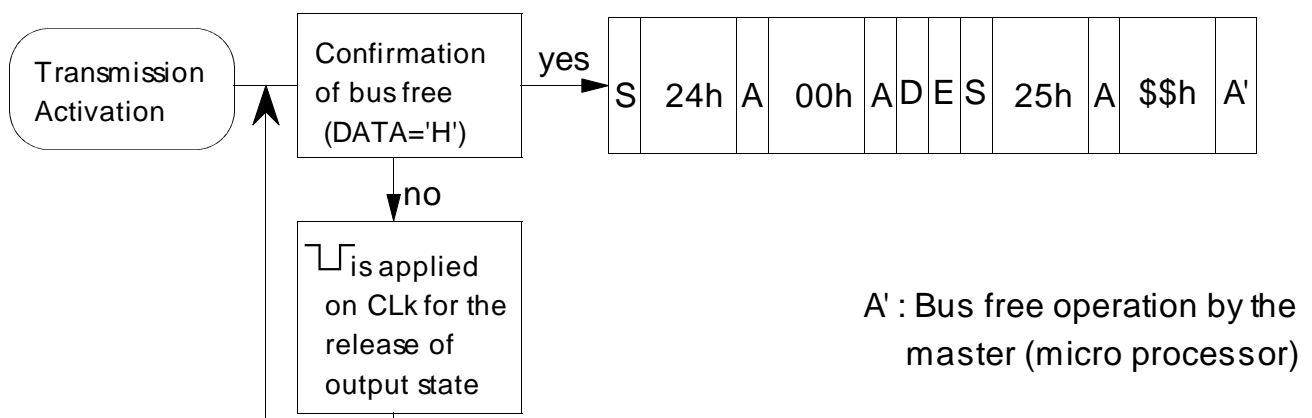 Transmission
Activation
Confirmation
of bus free
(DATA='H')
yes
S 24h A 00h A D E S 25h A $$h A'
no
is applied
on CLk for the
release of
output state
A' : Bus free operation by the
master (micro processor)